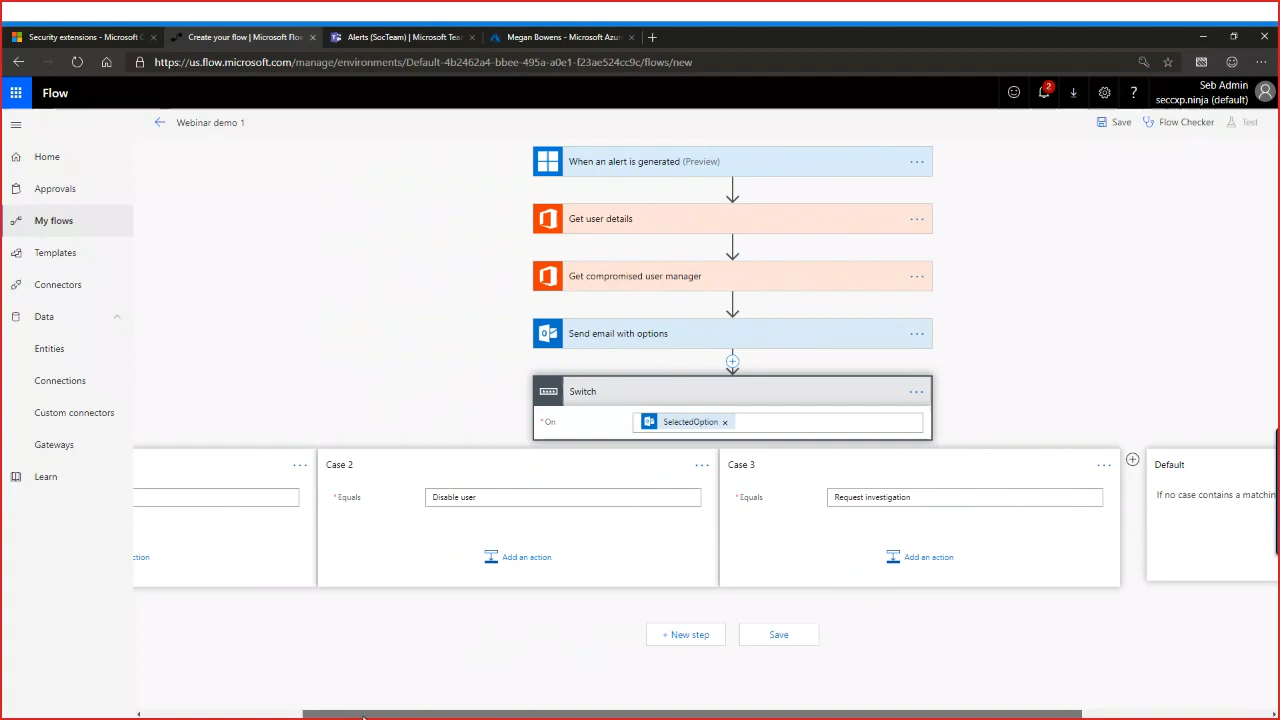 Security extensions - Microsoft C
Create your flow | Microsoft Flow
Alerts (SocTeam) | Microsoft Tea
Megan Bowens - Microsoft Azu
https://us.flow.microsoft.com/manage/environments/Default-4b2462a4-bbee-495a-a0e1-f23ae524cc9c/flows/new
Flow
2
?
Seb Admin
seccxp.ninja (default)
Webinar demo 1
Save
Flow Checker
Test
Home
Approvals
My flows
Templates
Connectors
Data
Entities
Connections
Custom connectors
Gateways
Learn
When an alert is generated (Preview)
Get user details
Get compromised user manager
Send email with options
Switch
* On
SelectedOption x
Case 2
* Equals
Disable user
Add an action
Case 3
* Equals
Request investigation
Add an action
Default
If no case contains a matchin
ction
+ New step
Save